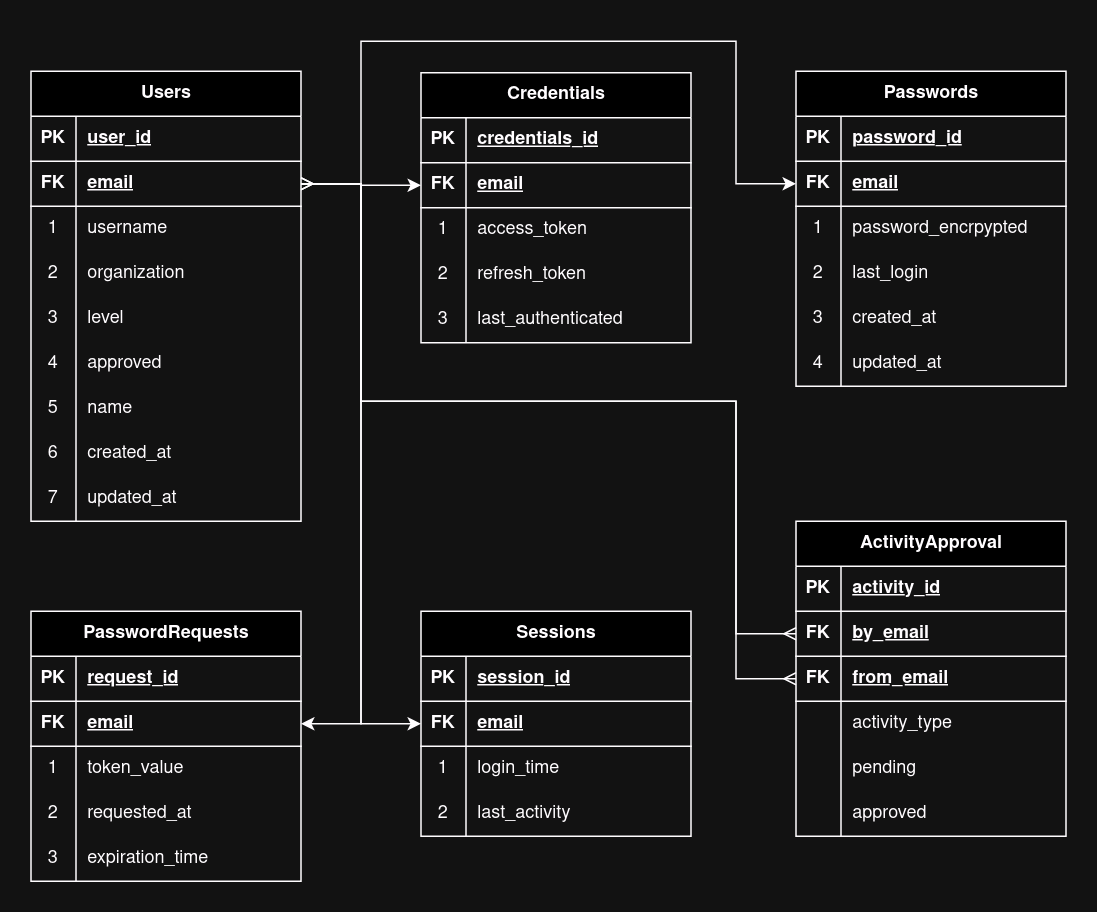 Users
PK user_id
FK email
1 username
2 organization
3 level
4 approved
5 name
6 created_at
7 updated_at
Credentials
PK credentials_id
FK email
1 access_token
2 refresh_token
3 last_authenticated
Passwords
PK password_id
FK email
1 password_encrpypted
2 last_login
3 created_at
4 updated_at
PasswordRequests
PK request_id
FK email
1 token_value
2 requested_at
3 expiration_time
Sessions
PK session_id
FK email
1 login_time
2 last_activity
ActivityApproval
PK activity_id
FK by_email
FK from_email
activity_type
pending
approved